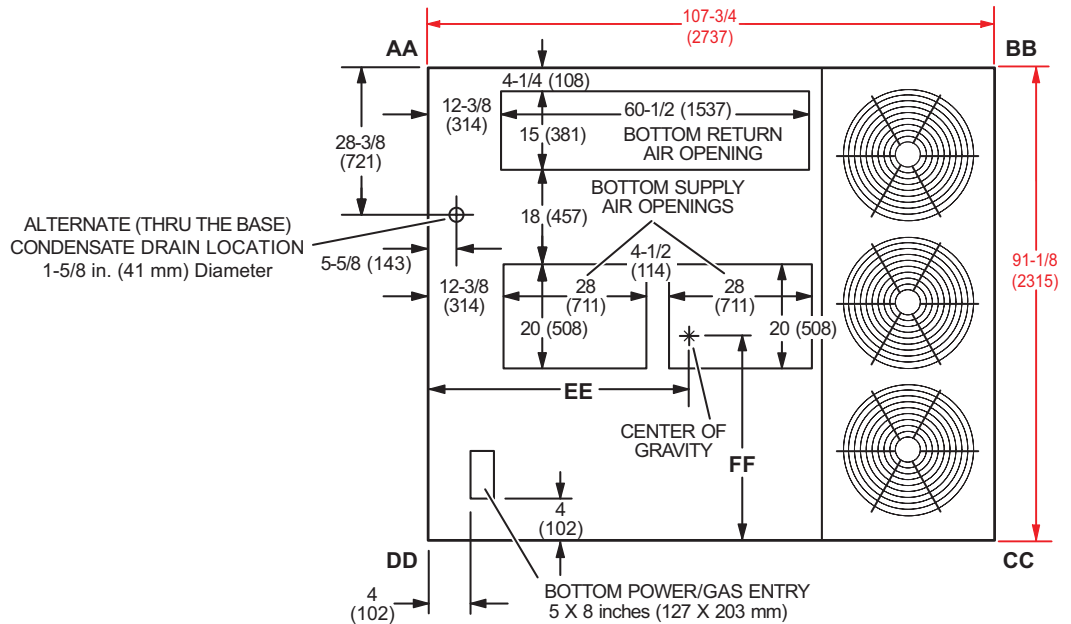 107-3/4
(2737)
AA
BB
4-1/4 (108)
12-3/8
(314)
60-1/2 (1537)
15 (381)
BOTTOM RETURN
AIR OPENING
28-3/8
(721)
BOTTOM SUPPLY
AIR OPENINGS
18 (457)
ALTERNATE (THRU THE BASE)
CONDENSATE DRAIN LOCATION
1-5/8 in. (41 mm) Diameter
5-5/8 (143)
4-1/2
(114)
91-1/8
(2315)
12-3/8
(314)
28
(711)
28
(711)
20 (508)
20 (508)
EE
CENTER OF
GRAVITY
FF
4
(102)
DD
CC
4
(102)
BOTTOM POWER/GAS ENTRY
5 X 8 inches (127 X 203 mm)